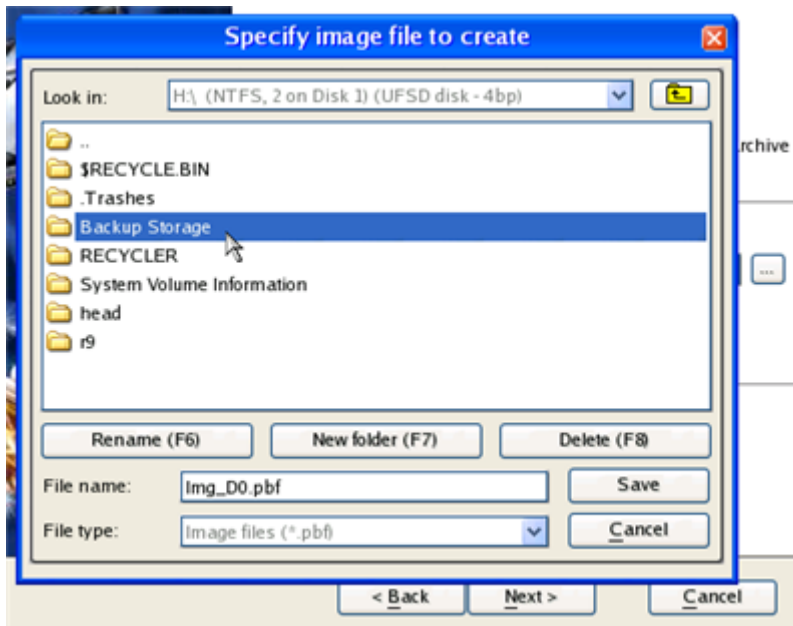 Specify image file to create
Look in: H:\ (NTFS, 2 on Disk 1) (UFSD disk - 4bp)
..
$RECYCLE.BIN
.Trashes
Backup Storage
RECYCLER
System Volume Information
head
r9
Rename (F6) New folder (F7) Delete (F8)
File name: Img_D0.pbf Save
File type: Image files (*.pbf) Cancel
rchive
...
< Back Next > Cancel